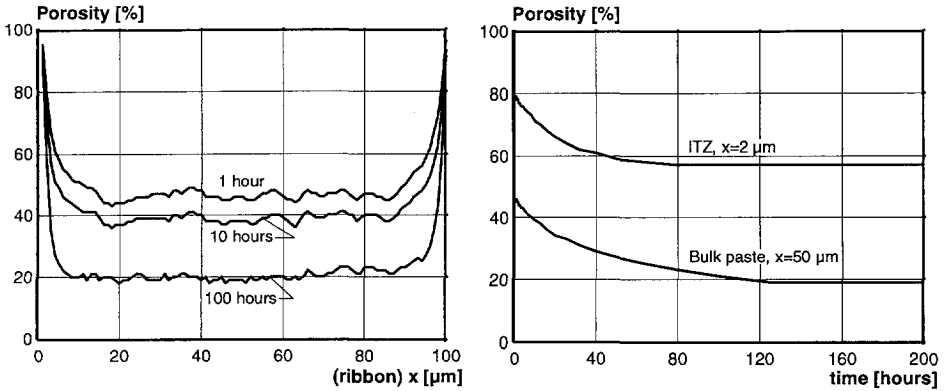 Porosity [%]
100
80
60
40
20
0
1 hour
10 hours
100 hours
0 20 40 60 80 100
(ribbon) x [µm]
Porosity [%]
100
80
60
40
20
0
ITZ, x=2 µm
Bulk paste, x=50 µm
0 40 80 120 160 200
time [hours]